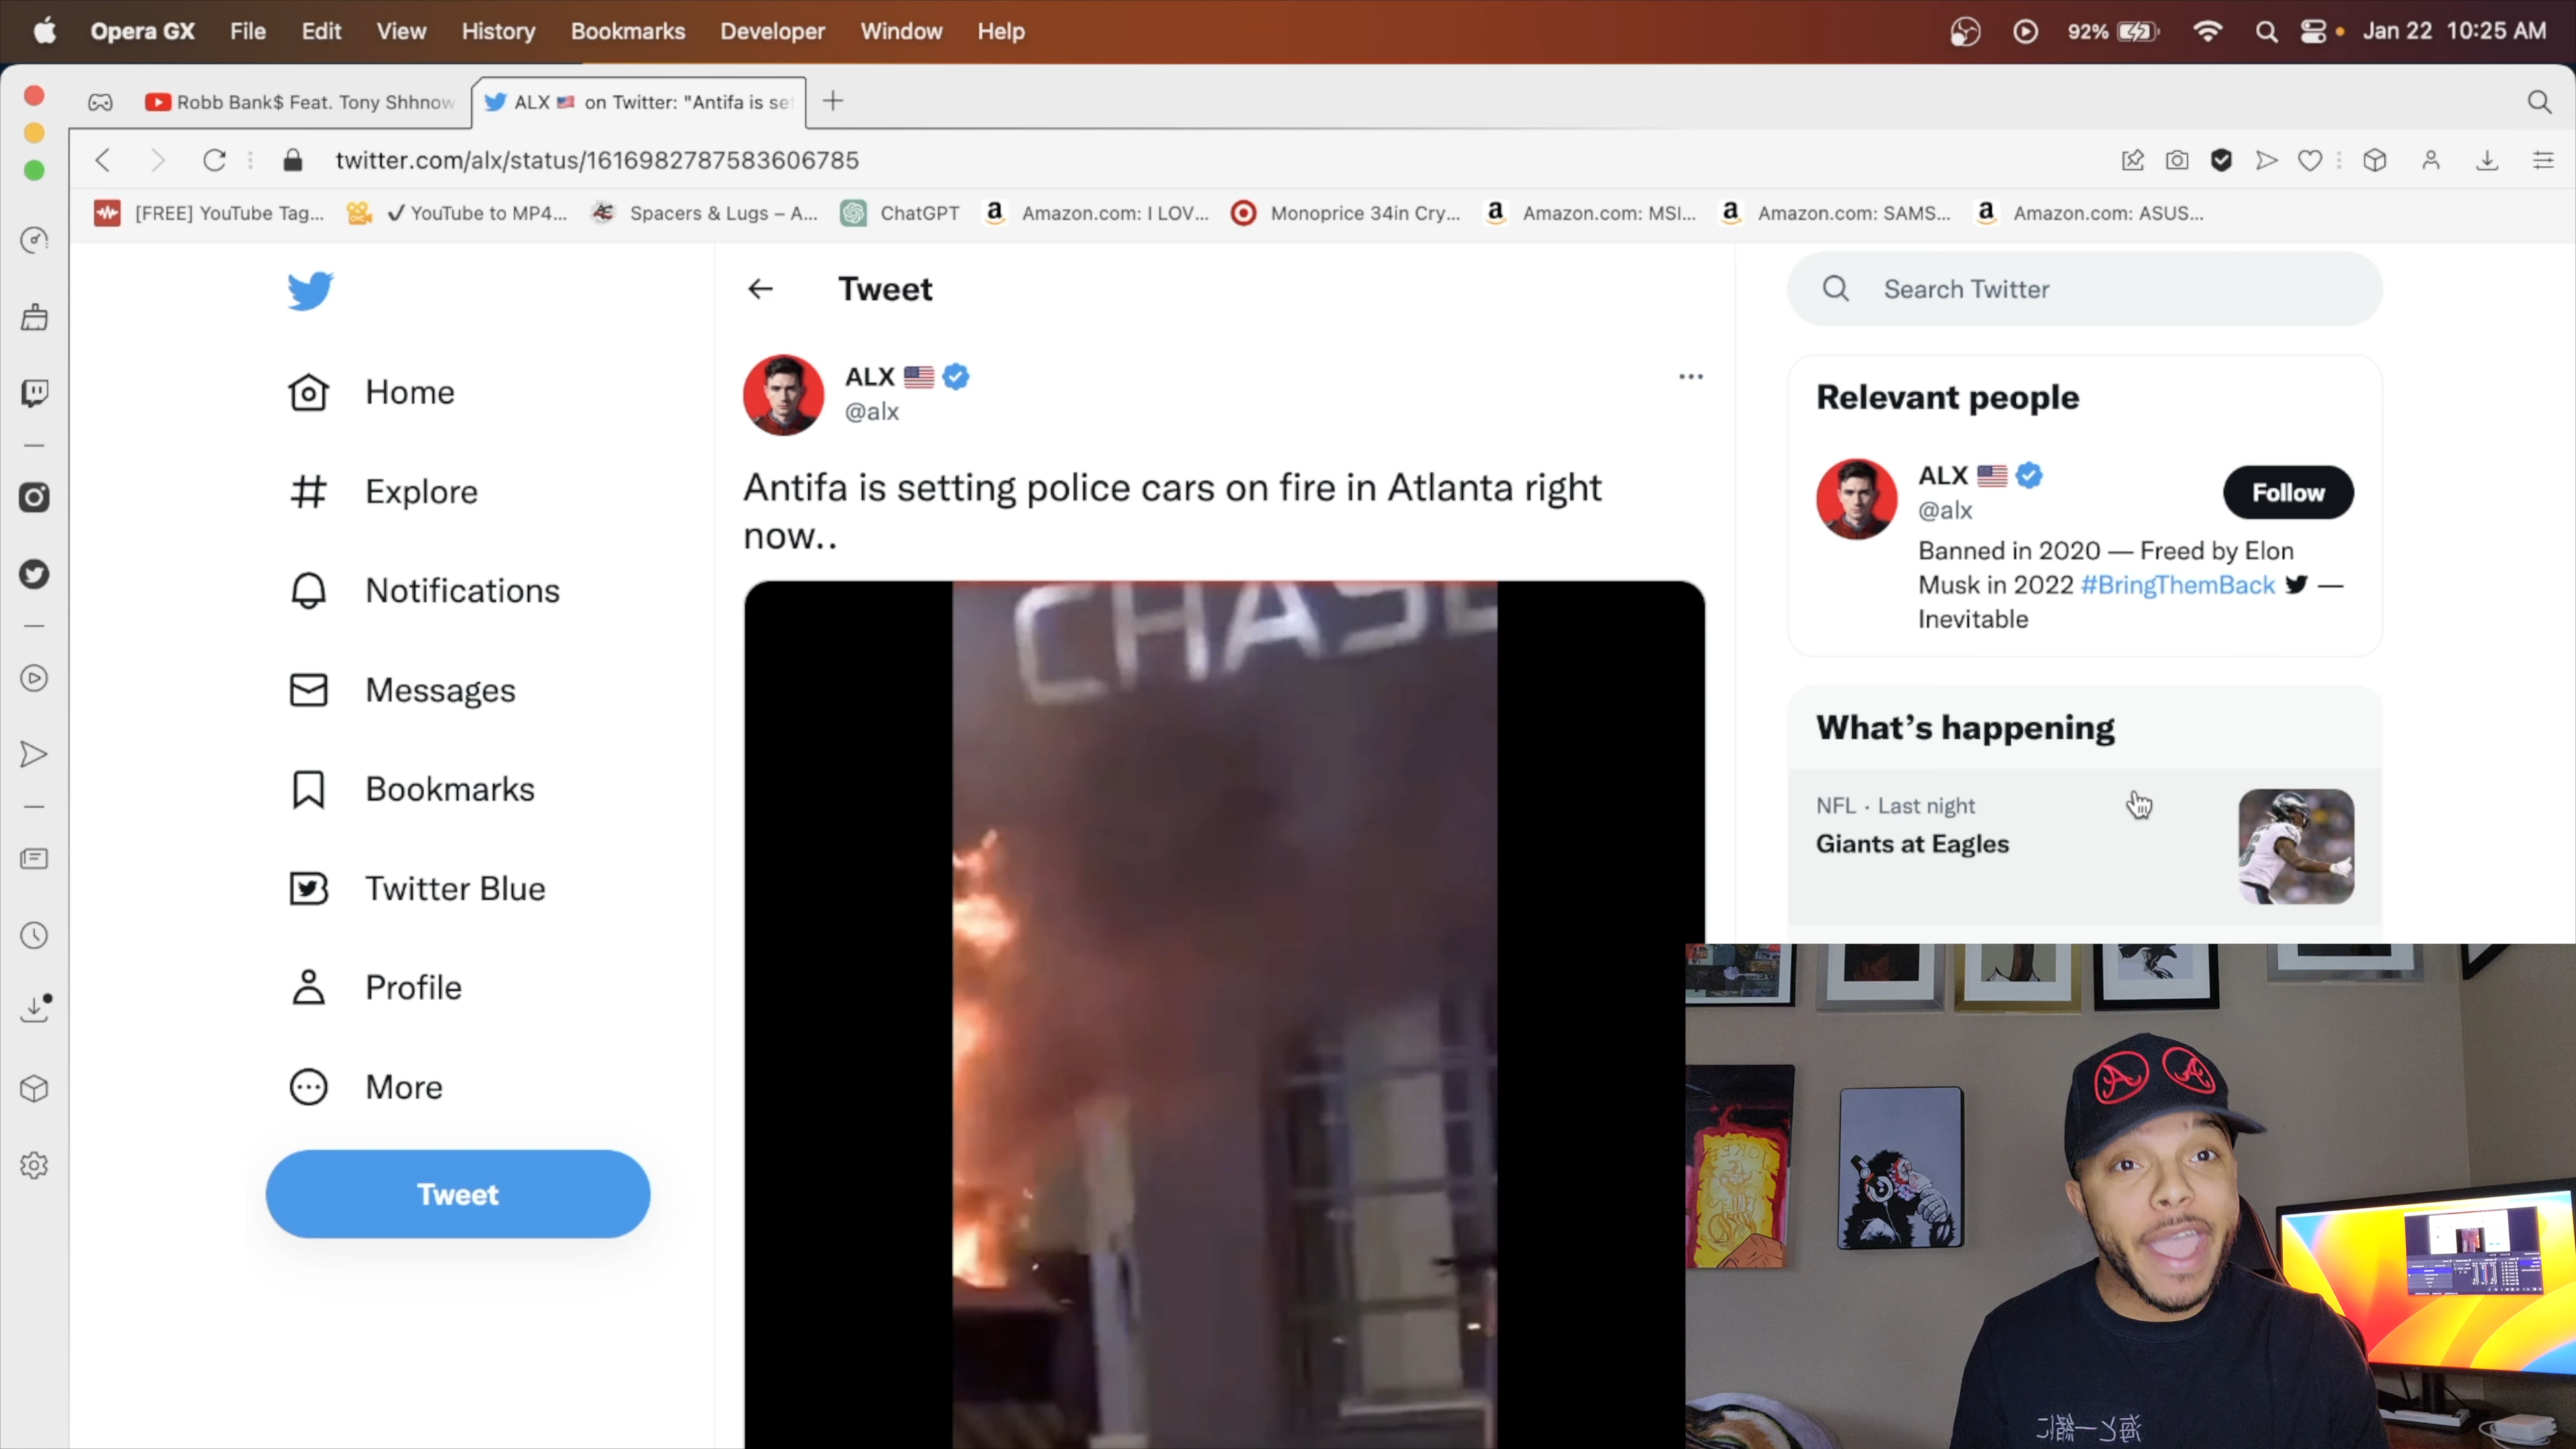 Opera GX File Edit View History Bookmarks Developer Window Help 92% Jan 22 10:25 AM
Robb Bank$ Feat. Tony Shhnow
ALX 🇺🇸 on Twitter: "Antifa is se
twitter.com/alx/status/1616982787583606785
[FREE] YouTube Tag... ✓ YouTube to MP4... Spacers & Lugs – A... ChatGPT Amazon.com: I LOV... Monoprice 34in Cry... Amazon.com: MSI... Amazon.com: SAMS... Amazon.com: ASUS...
Home
Explore
Notifications
Messages
Bookmarks
Twitter Blue
Profile
More
Tweet
Tweet
ALX 🇺🇸
@alx
Antifa is setting police cars on fire in Atlanta right
now..
CHASE
Search Twitter
Relevant people
ALX 🇺🇸
@alx
Follow
Banned in 2020 — Freed by Elon
Musk in 2022 #BringThemBack —
Inevitable
What's happening
NFL · Last night
Giants at Eagles
A A
海と一緒に